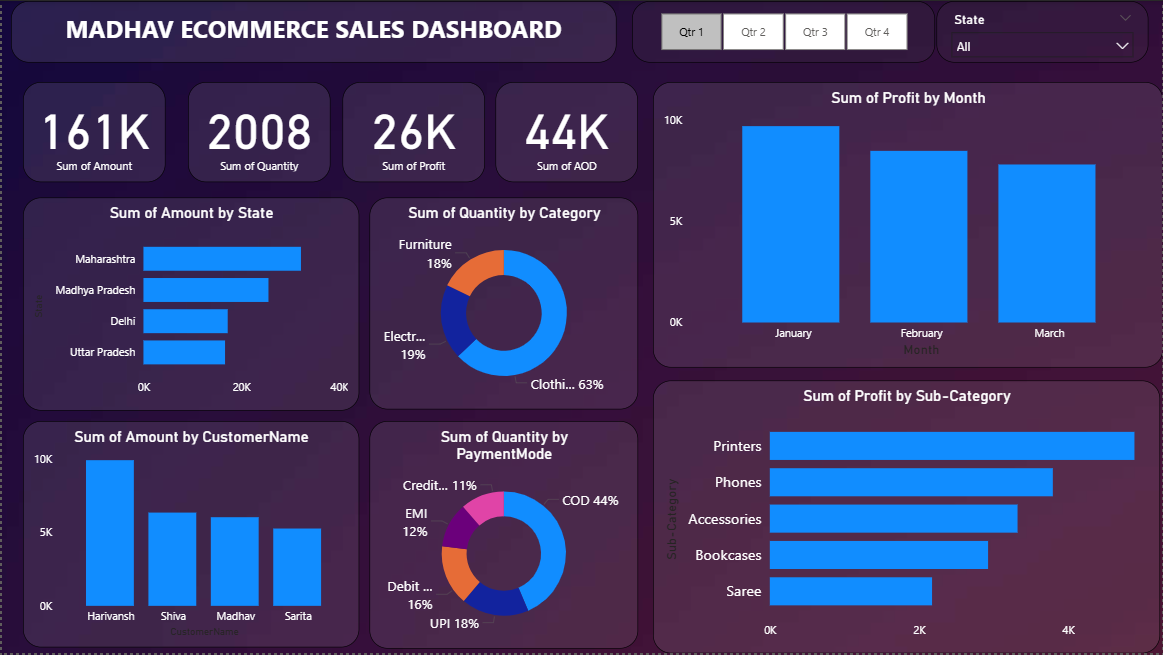 MADHAV ECOMMERCE SALES DASHBOARD
Qtr 1
Qtr 2
Qtr 3
Qtr 4
State
All
161K
Sum of Amount
2008
Sum of Quantity
26K
Sum of Profit
44K
Sum of AOD
Sum of Profit by Month
10K
5K
0K
January
February
March
Month
Sum of Amount by State
State
Maharashtra
Madhya Pradesh
Delhi
Uttar Pradesh
0K
20K
40K
Sum of Quantity by Category
Furniture
18%
Electr...
19%
Clothi... 63%
Sum of Profit by Sub-Category
Sub-Category
Printers
Phones
Accessories
Bookcases
Saree
0K
2K
4K
Sum of Amount by CustomerName
10K
5K
0K
Harivansh
Shiva
Madhav
Sarita
CustomerName
Sum of Quantity by
PaymentMode
Credit... 11%
COD 44%
EMI
12%
Debit ...
16%
UPI 18%